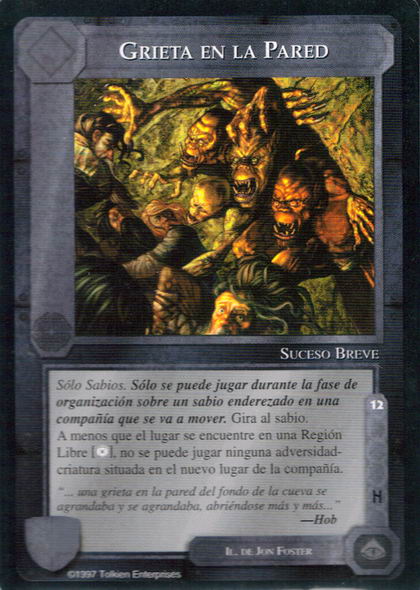 GRIETA EN LA PARED
SUCESO BREVE
Sólo Sabios. Sólo se puede jugar durante la fase de
organización sobre un sabio enderezado en una
compañía que se va a mover. Gira al sabio.
A menos que el lugar se encuentre en una Región
Libre [ ], no se puede jugar ninguna adversidad-
criatura situada en el nuevo lugar de la compañía.
“... una grieta en la pared del fondo de la cueva se
agrandaba y se agrandaba, abriéndose más y más...”
—Hob
12
H
IL. DE JON FOSTER
©1997 Tolkien Enterprises